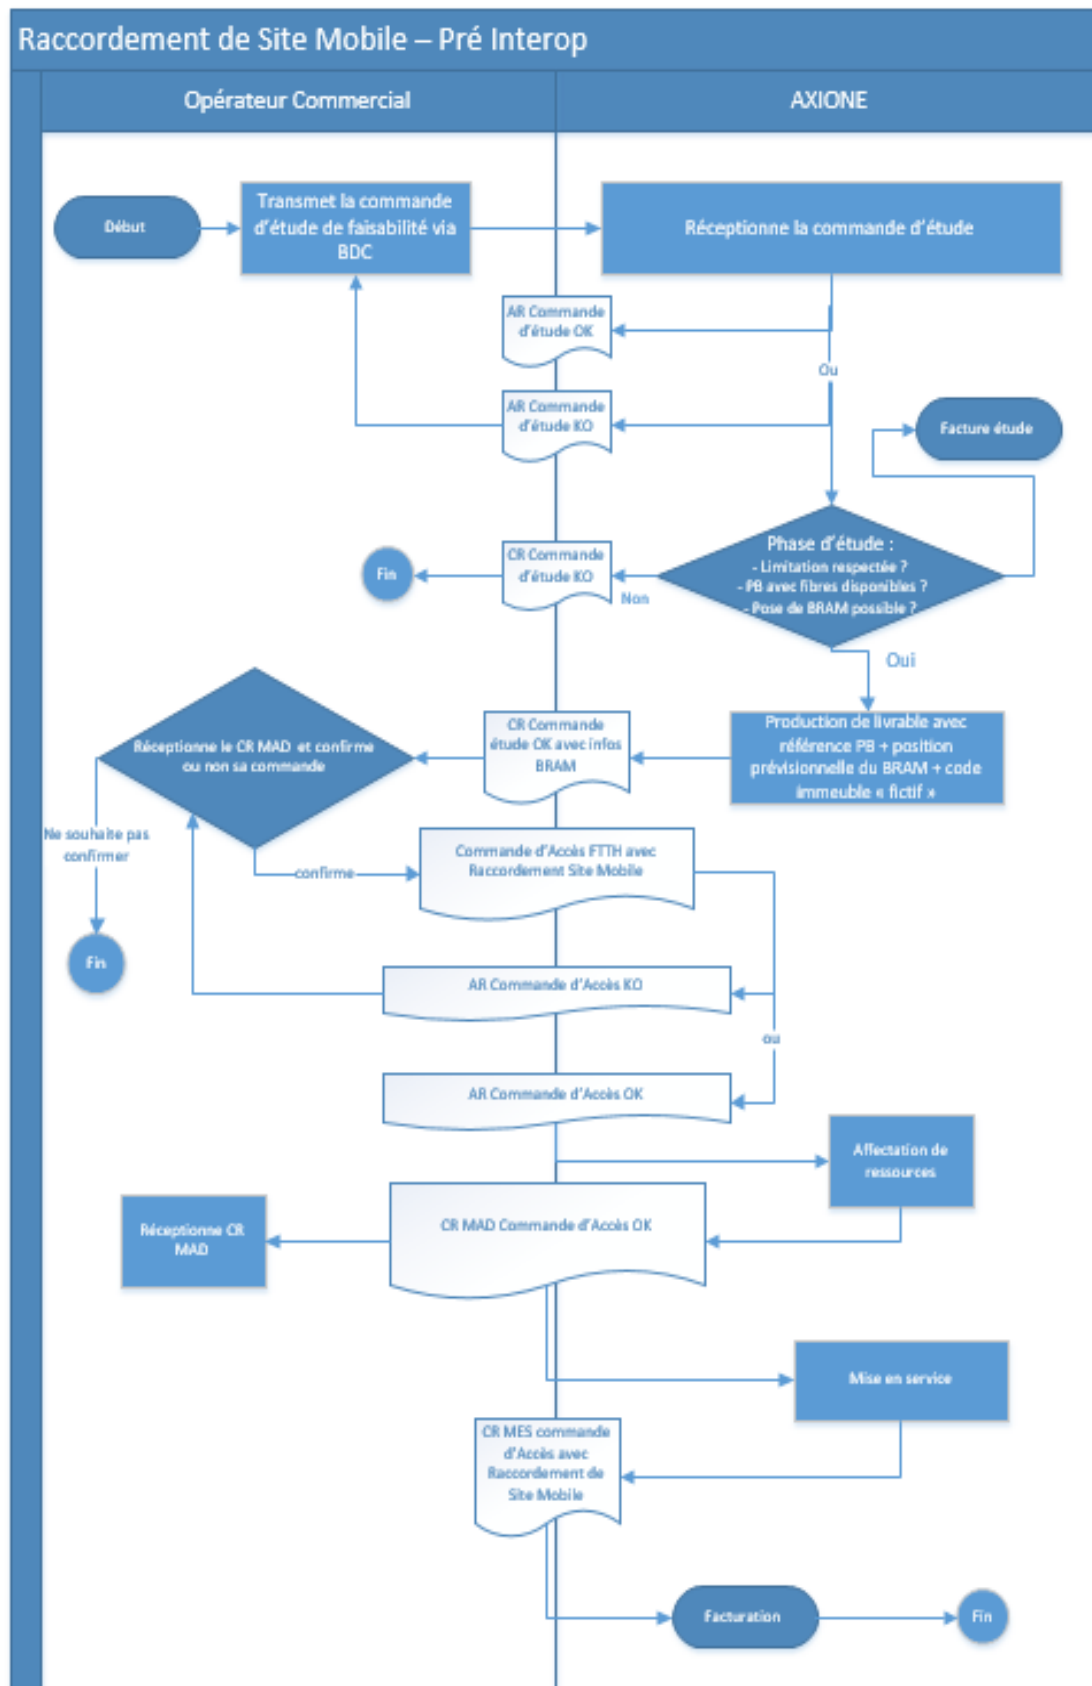 Raccordement de Site Mobile – Pré Interop
Opérateur Commercial
AXIONE
Début
Transmet la commande
d'étude de faisabilité via
BDC
Réceptionne la commande d'étude
AR Commande
d'étude OK
Ou
AR Commande
d'étude KO
Facture étude
Phase d'étude :
- Limitation respectée ?
- PB avec fibres disponibles ?
- Pose de BRAM possible ?
CR Commande
d'étude KO
Fin
Non
Oui
Production de livrable avec
référence PB + position
prévisionnelle du BRAM + code
immeuble « fictif »
CR Commande
étude OK avec infos
BRAM
Réceptionne le CR MAD et confirme
ou non sa commande
Ne souhaite pas
confirmer
confirme
Commande d'Accès FTTH avec
Raccordement Site Mobile
Fin
AR Commande d'Accès KO
ou
AR Commande d'Accès OK
Affectation de
ressources
CR MAD Commande d'Accès OK
Réceptionne CR
MAD
Mise en service
CR MES commande
d'Accès avec
Raccordement de
Site Mobile
Facturation
Fin